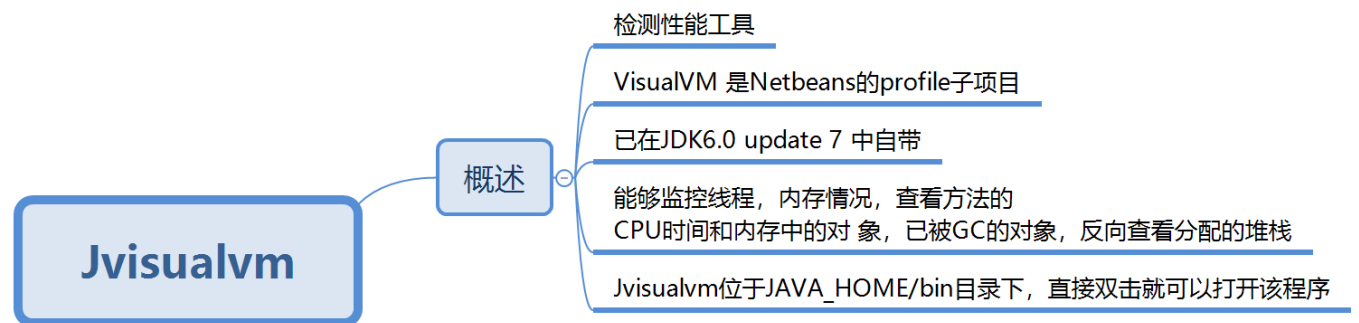 检测性能工具
VisualVM 是Netbeans的profile子项目
已在JDK6.0 update 7 中自带
概述
能够监控线程，内存情况，查看方法的
CPU时间和内存中的对 象，已被GC的对象，反向查看分配的堆栈
Jvisualvm
Jvisualvm位于JAVA_HOME/bin目录下，直接双击就可以打开该程序